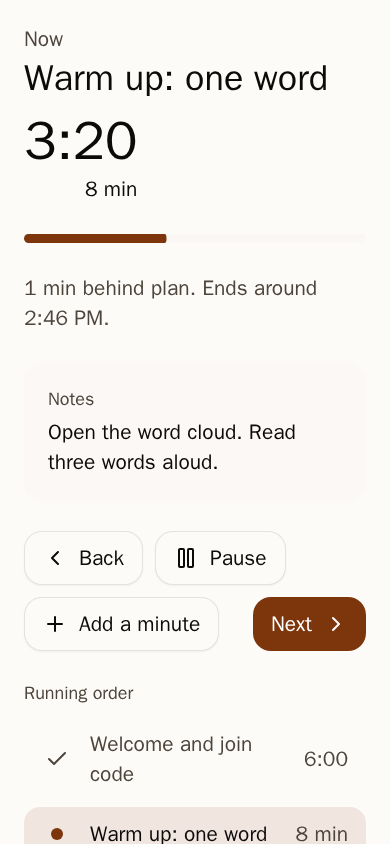 Now
Warm up: one word
3:20
8 min
1 min behind plan. Ends around
2:46 PM.
Notes
Open the word cloud. Read
three words aloud.
Back
Pause
Add a minute
Next
Running order
Welcome and join
code
6:00
Warm up: one word
8 min